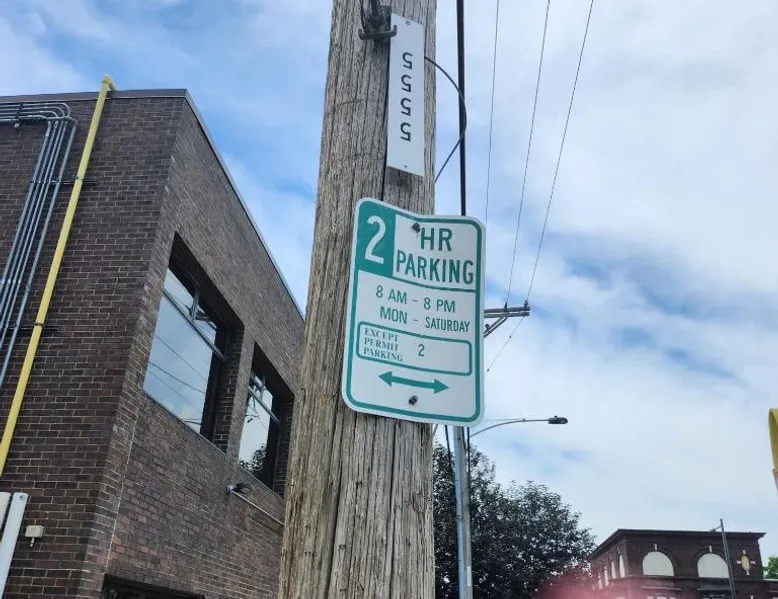 5555
2 HR
PARKING
8 AM - 8 PM
MON - SATURDAY
EXCEPT
PERMIT
PARKING 2